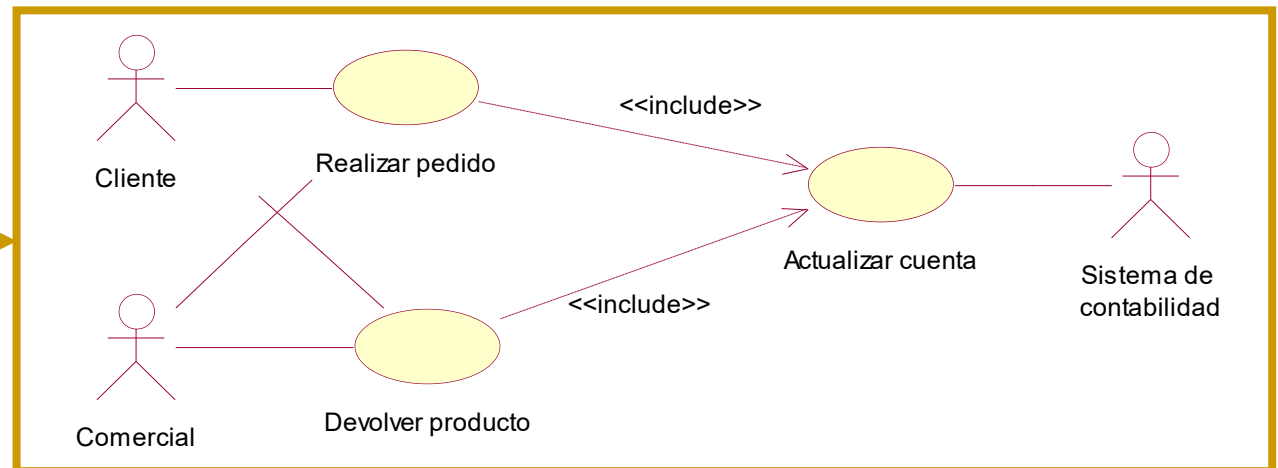 <<include>>
Realizar pedido
Cliente
Actualizar cuenta
Sistema de
contabilidad
<<include>>
Devolver producto
Comercial